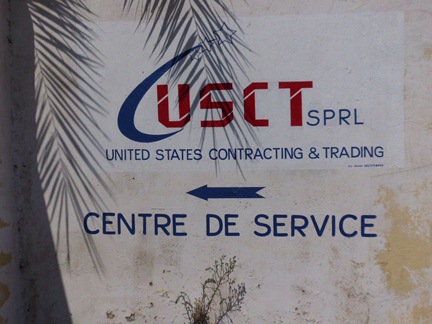 USCT SPRL
UNITED STATES CONTRACTING & TRADING
CENTRE DE SERVICE